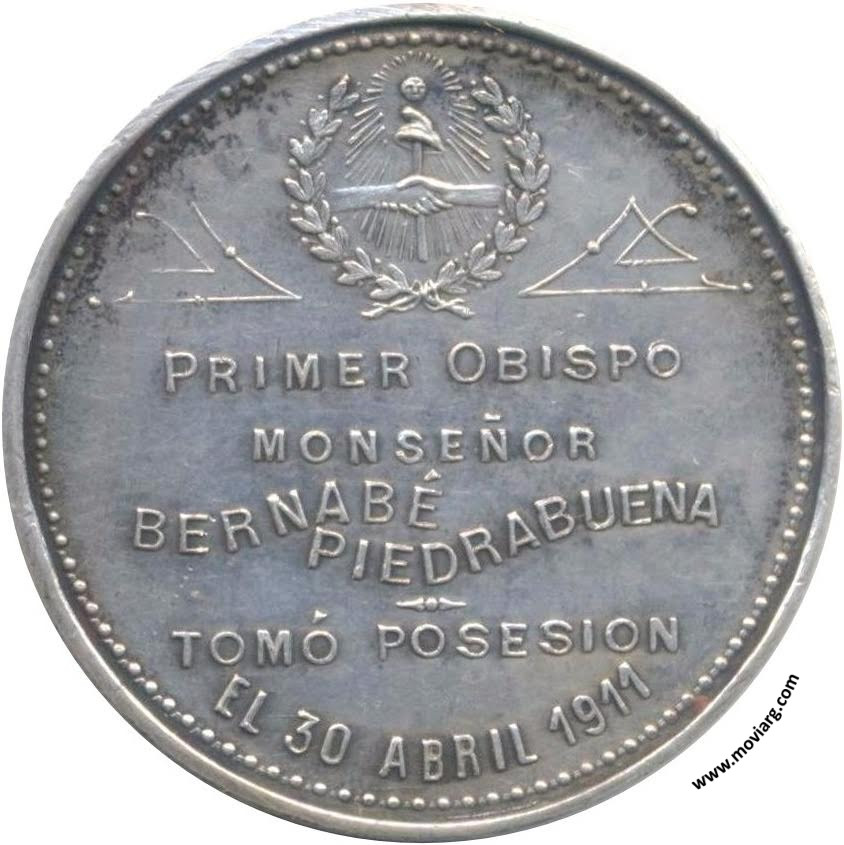 PRIMER OBISPO
MONSEÑOR
BERNABÉ
PIEDRABUENA
TOMÓ POSESION
EL 30 ABRIL 1911
www.moviarg.com